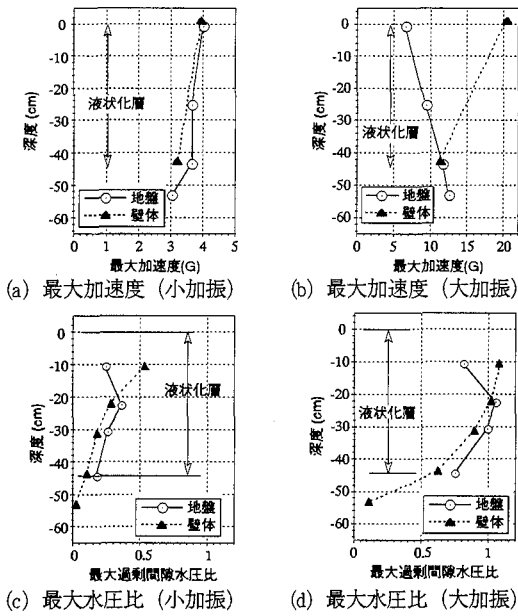 0
-10
-20
-30
-40
-50
-60
深度 (cm)
液状化層
地盤
壁体
0 1 2 3 4 5
最大加速度(G)
(a) 最大加速度（小加振）
0
-10
-20
-30
-40
-50
-60
深度 (cm)
液状化層
地盤
壁体
0 5 10 15 20
最大加速度(G)
(b) 最大加速度（大加振）
0
-10
-20
-30
-40
-50
-60
深度 (cm)
液状化層
地盤
壁体
0 0.5 1
最大過剰間隙水圧比
(c) 最大水圧比（小加振）
0
-10
-20
-30
-40
-50
-60
深度 (cm)
液状化層
地盤
壁体
0 0.5 1
最大過剰間隙水圧比
(d) 最大水圧比（大加振）